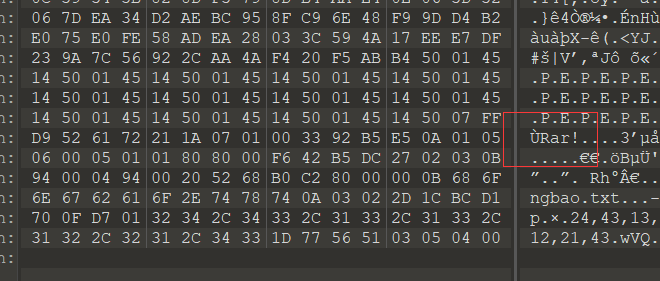 06 7D EA 34 D2 AE BC 95 8F C9 6E 48 F9 9D D4 B2 .}ê4Ò®¼•.ÉnHù
E0 75 E0 FE 58 AD EA 28 03 3C 59 4A 17 EE E7 DF àuàþX-ê(.<YJ.
23 9A 7C 56 92 2C AA 4A F4 20 F5 AB B4 50 01 45 #š|V’,ªJô õ«´
14 50 01 45 14 50 01 45 14 50 01 45 14 50 01 45 .P.E.P.E.P.E.
14 50 01 45 14 50 01 45 14 50 01 45 14 50 01 45 .P.E.P.E.P.E.
14 50 01 45 14 50 01 45 14 50 01 45 14 50 07 FF .P.E.P.E.P.E.
D9 52 61 72 21 1A 07 01 00 33 92 B5 E5 0A 01 05 ÙRar!....3’µå
06 00 05 01 01 80 80 00 F6 42 B5 DC 27 02 03 0B .....€€.öBµÜ'
94 00 04 94 00 20 52 68 B0 C2 80 00 00 0B 68 6F ”..”. Rh°Â€...
6E 67 62 61 6F 2E 74 78 74 0A 03 02 2D 1C BC D1 ngbao.txt...-
70 0F D7 01 32 34 2C 34 33 2C 31 33 2C 31 33 2C p.×.24,43,13,
31 32 2C 32 31 2C 34 33 1D 77 56 51 03 05 04 00 12,21,43.wVQ.